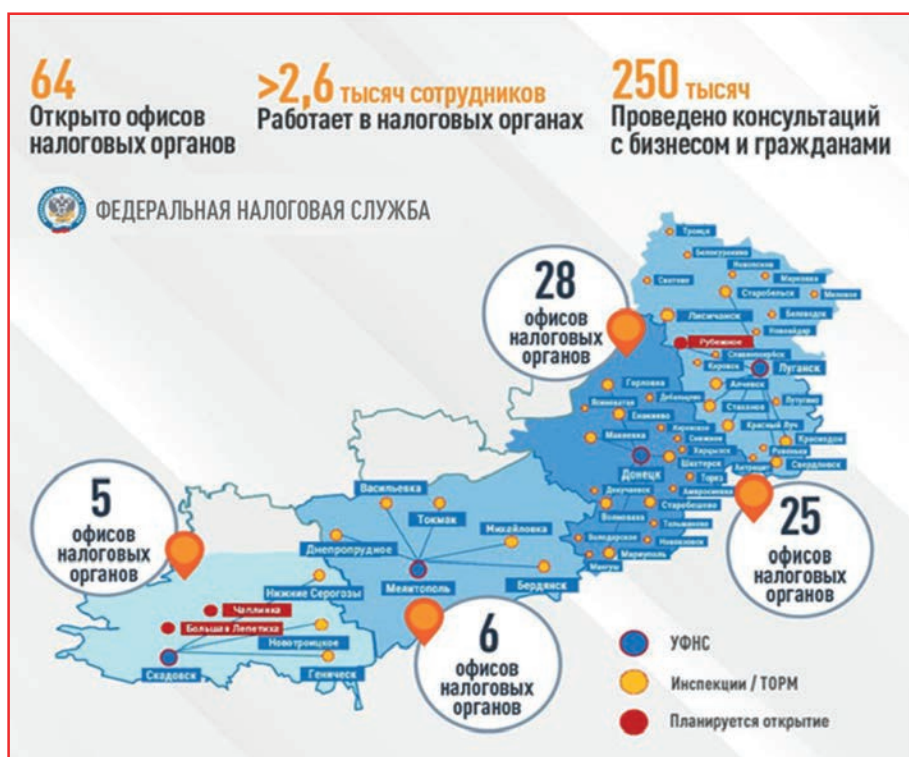 64
Открыто офисов
налоговых органов
>2,6 тысяч сотрудников
Работает в налоговых органах
250 тысяч
Проведено консультаций
с бизнесом и гражданами
ФЕДЕРАЛЬНАЯ НАЛОГОВАЯ СЛУЖБА
28
офисов
налоговых
органов
Троицк
Белокуракино
Сватово
Новопсков
Марковка
Старобельск
Меловое
Лисичанск
Беловодск
Новоайдар
Рубежное
Славяносербск
Кировск
Луганск
Алчевск
Лутугино
Стаханов
Красный Луч
Краснодон
Ровеньки
Антрацит
Свердловск
Горловка
Дебальцево
Ясиноватая
Енакиево
Кировское
Снежное
Макеевка
Харцызск
Шахтерск
Донецк
Торез
Докучаевск
Амвросиевка
Старобешево
Волноваха
Тельманово
Володарское
Новоазовск
Мариуполь
Мангуш
25
офисов
налоговых
органов
5
офисов
налоговых
органов
Васильевка
Токмак
Михайловка
Днепрорудное
Мелитополь
Бердянск
Нижние Серогозы
Чаплинка
Большая Лепетиха
Новотроицкое
Скадовск
Геническ
6
офисов
налоговых
органов
УФНС
Инспекции / ТОРМ
Планируется открытие